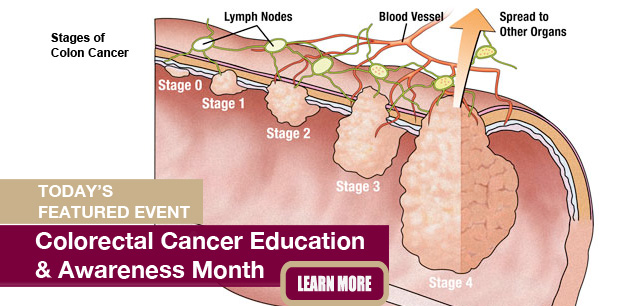 Stages of
Colon Cancer
Lymph Nodes
Blood Vessel
Spread to
Other Organs
Stage 0
Stage 1
Stage 2
Stage 3
Stage 4
TODAY'S
FEATURED EVENT
Colorectal Cancer Education
& Awareness Month
LEARN MORE